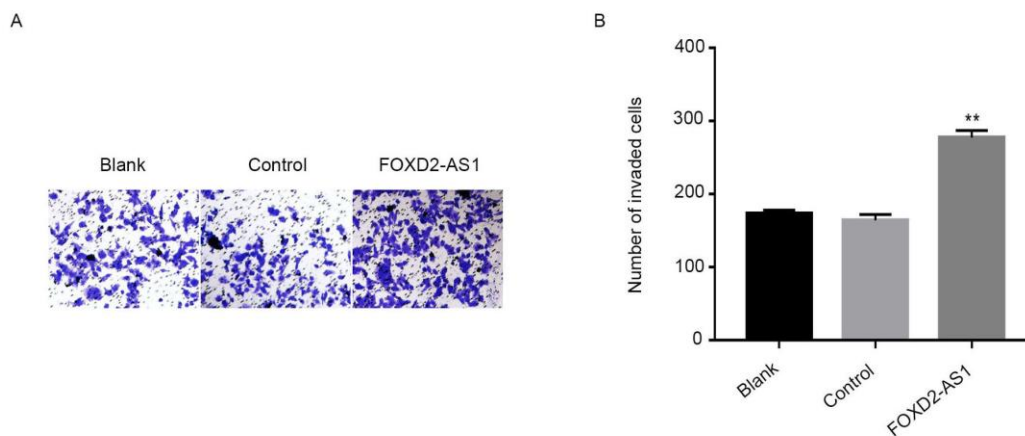 A
Blank Control FOXD2-AS1
B
Number of invaded cells
400
300
200
100
0
**
Blank
Control
FOXD2-AS1